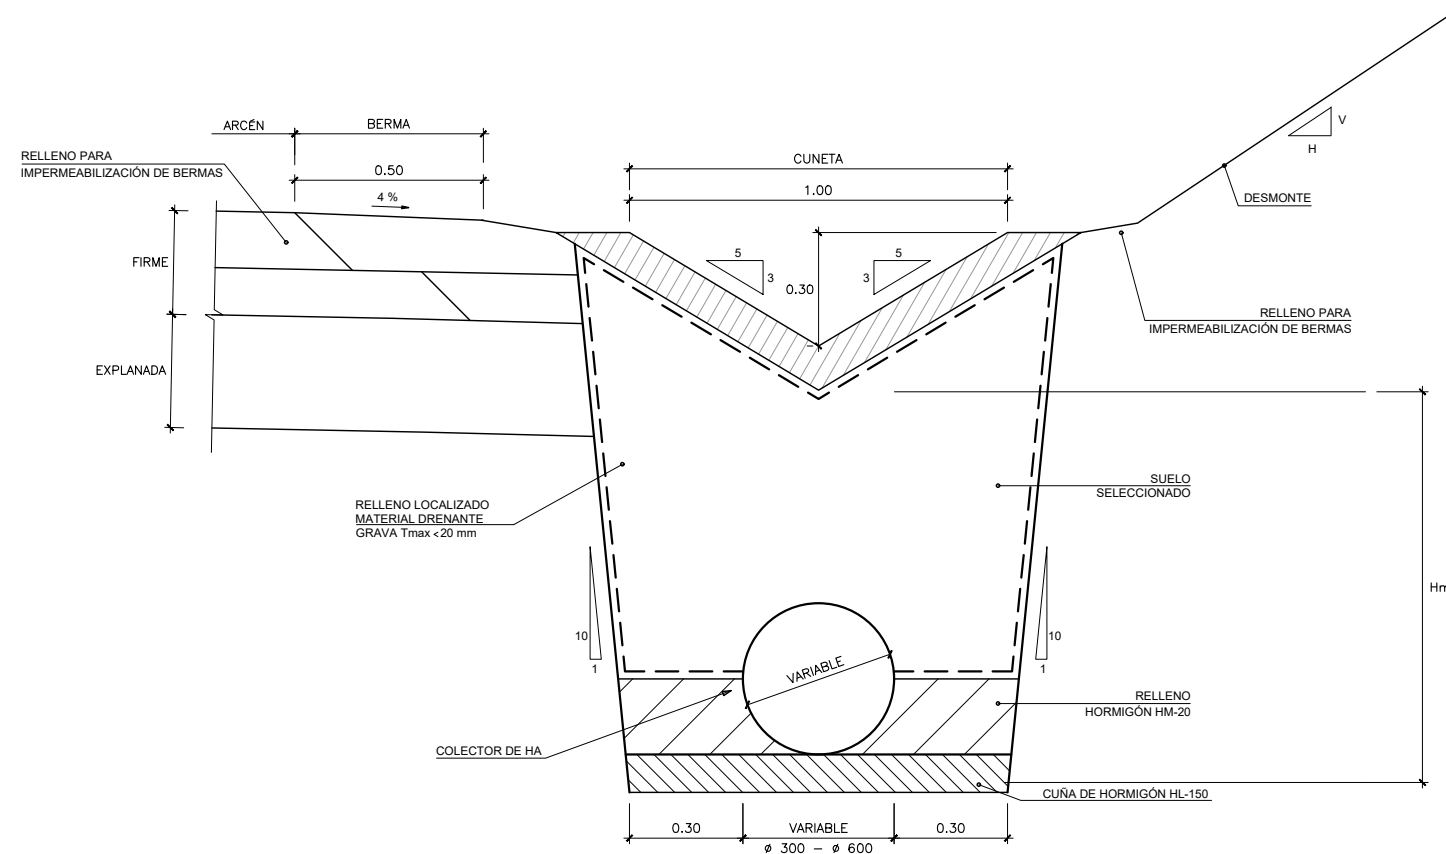 ARCÉN
BERMA
RELLENO PARA
IMPERMEABILIZACIÓN DE BERMAS
0.50
4 %
CUNETA
1.00
V
H
DESMONTE
FIRME
5
3
0.30
5
3
RELLENO PARA
IMPERMEABILIZACIÓN DE BERMAS
EXPLANADA
SUELO
SELECCIONADO
RELLENO LOCALIZADO
MATERIAL DRENANTE
GRAVA Tmax <20 mm
Hm
10
1
10
1
VARIABLE
RELLENO
HORMIGÓN HM-20
COLECTOR DE HA
CUÑA DE HORMIGÓN HL-150
0.30
VARIABLE
0.30
ø 300 – ø 600